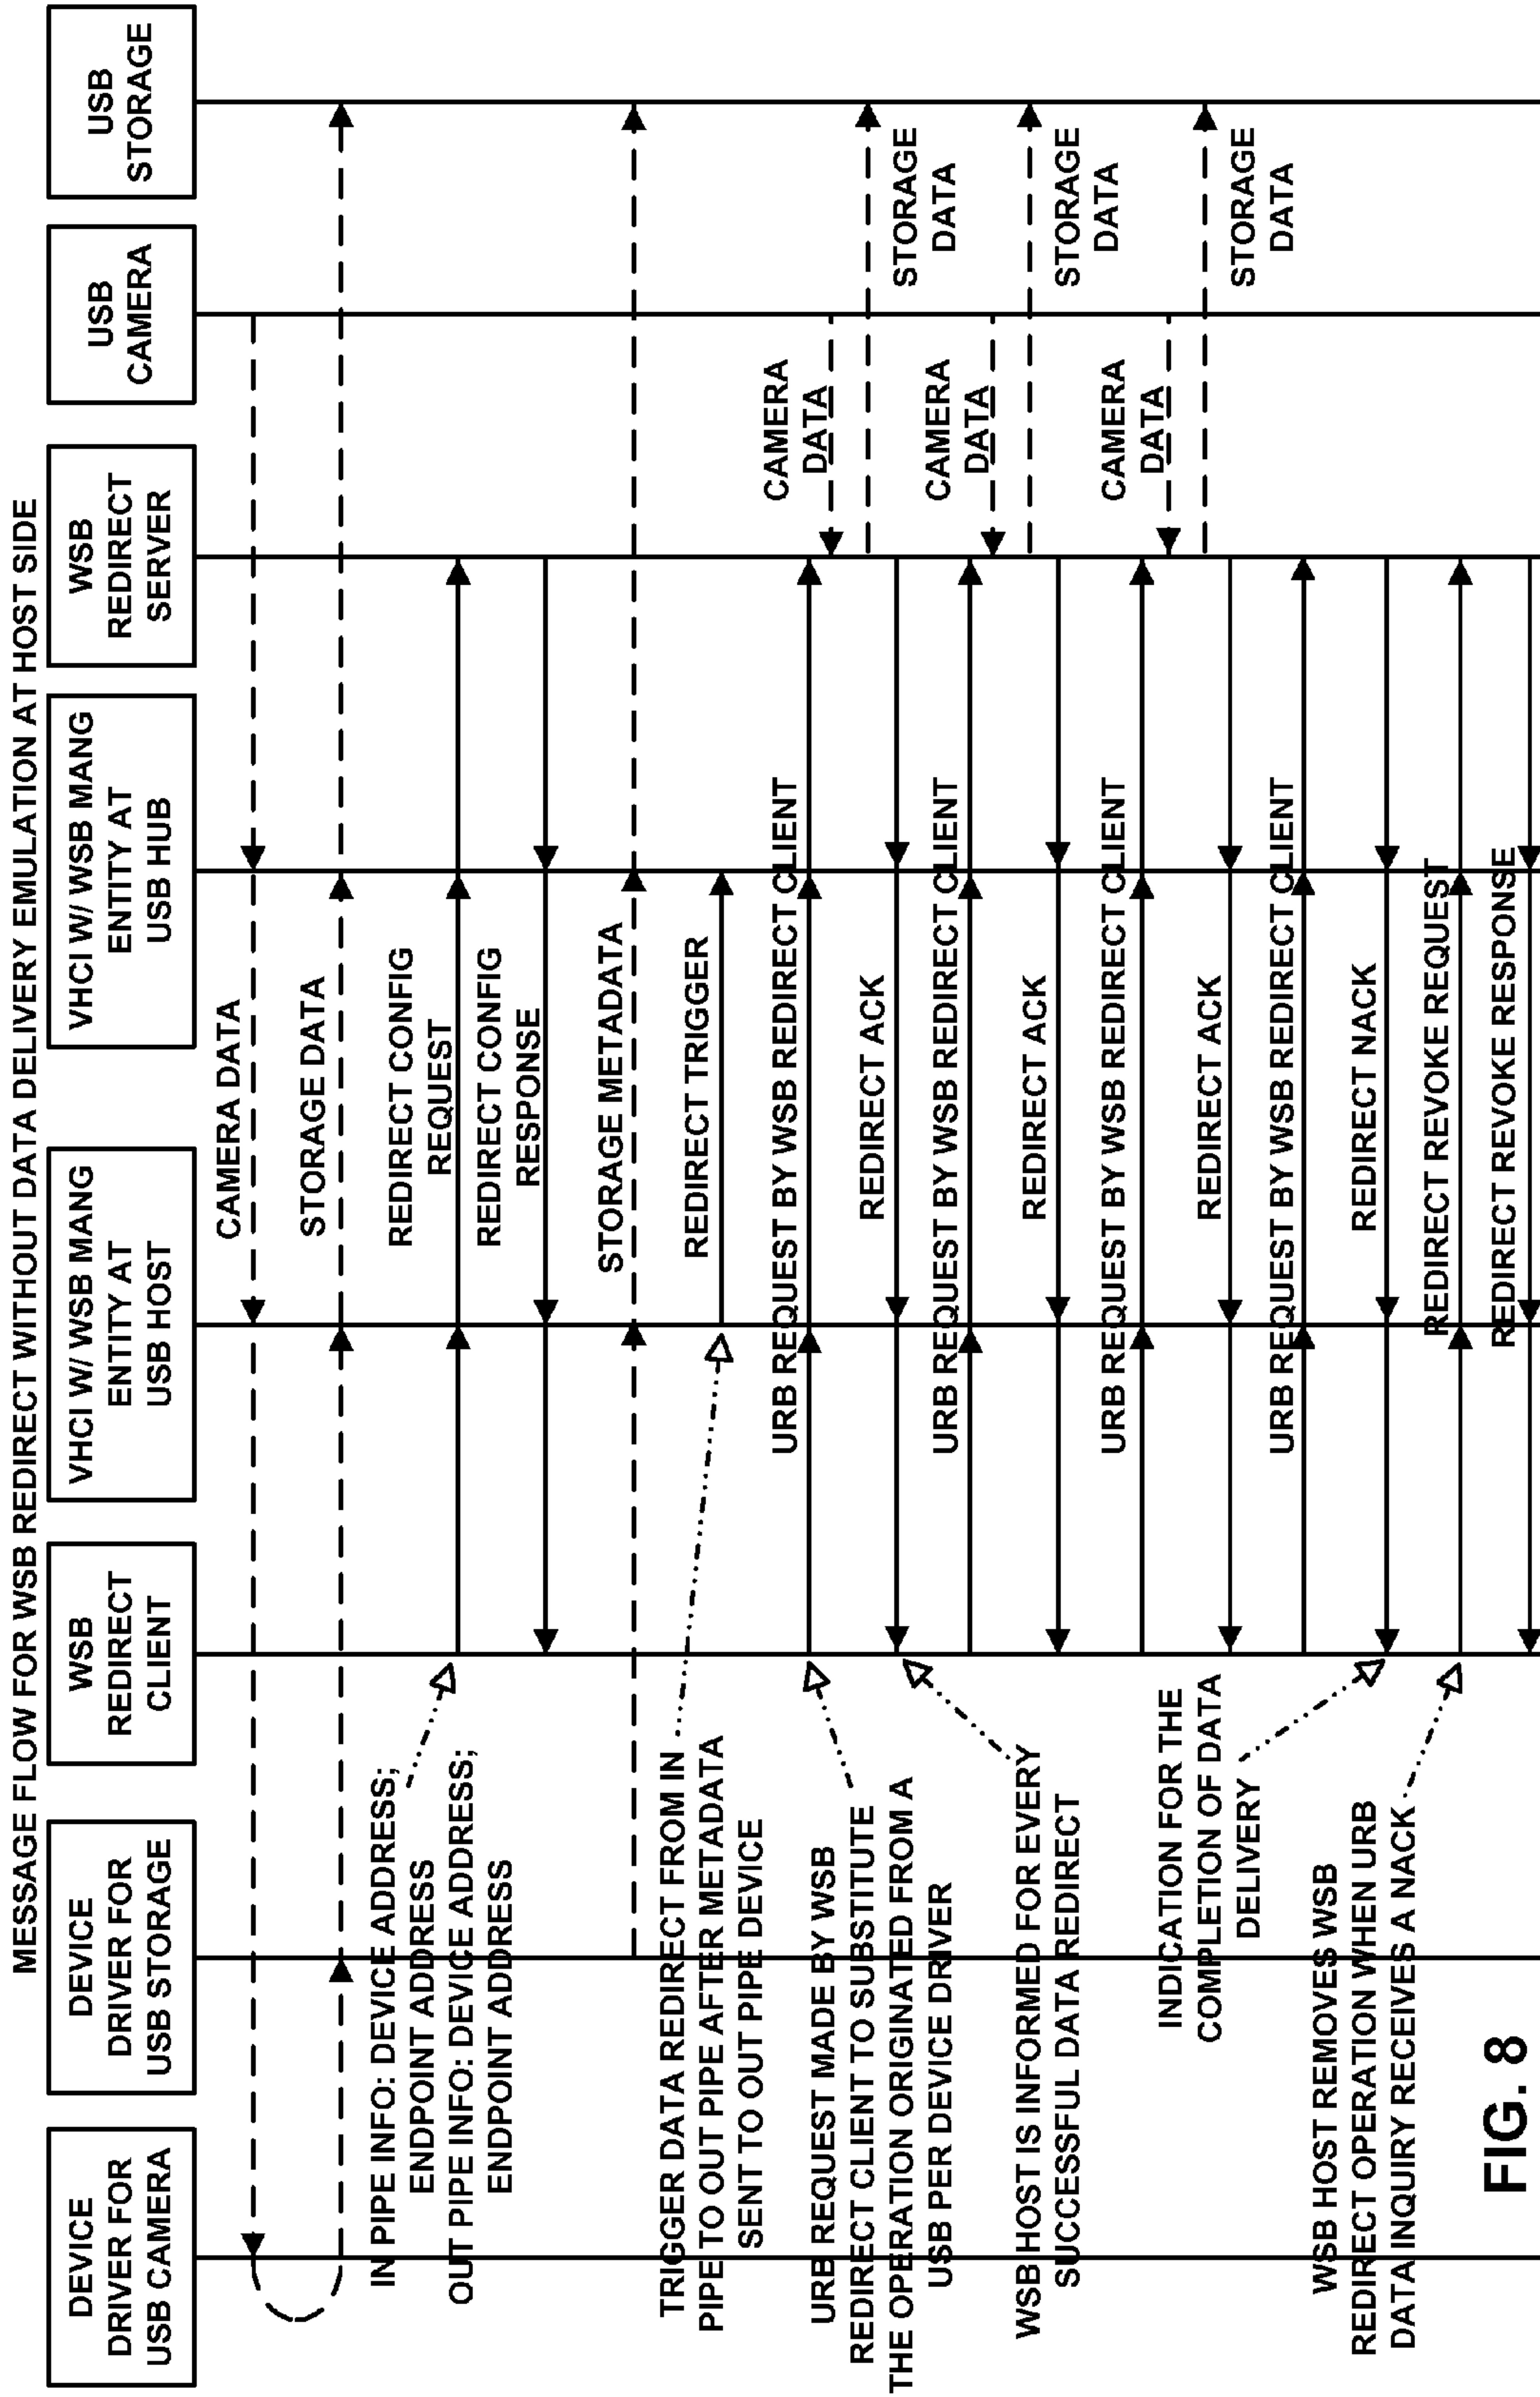 MESSAGE FLOW FOR WSB REDIRECT WITHOUT DATA DELIVERY EMULATION AT HOST SIDE
DEVICE
DRIVER FOR
USB CAMERA
DEVICE
DRIVER FOR
USB STORAGE
WSB
REDIRECT
CLIENT
VHCI W/ WSB MANG
ENTITY AT
USB HOST
VHCI W/ WSB MANG
ENTITY AT
USB HUB
WSB
REDIRECT
SERVER
USB
CAMERA
USB
STORAGE
CAMERA DATA
STORAGE DATA
IN PIPE INFO: DEVICE ADDRESS;
ENDPOINT ADDRESS
OUT PIPE INFO: DEVICE ADDRESS;
ENDPOINT ADDRESS
REDIRECT CONFIG
REQUEST
REDIRECT CONFIG
RESPONSE
STORAGE METADATA
TRIGGER DATA REDIRECT FROM IN
PIPE TO OUT PIPE AFTER METADATA
SENT TO OUT PIPE DEVICE
REDIRECT TRIGGER
URB REQUEST MADE BY WSB
REDIRECT CLIENT TO SUBSTITUTE
THE OPERATION ORIGINATED FROM A
USB PER DEVICE DRIVER
URB REQUEST BY WSB REDIRECT CLIENT
CAMERA
DATA
STORAGE
DATA
REDIRECT ACK
WSB HOST IS INFORMED FOR EVERY
SUCCESSFUL DATA REDIRECT
URB REQUEST BY WSB REDIRECT CLIENT
CAMERA
DATA
STORAGE
DATA
REDIRECT ACK
URB REQUEST BY WSB REDIRECT CLIENT
CAMERA
DATA
STORAGE
DATA
REDIRECT ACK
INDICATION FOR THE
COMPLETION OF DATA
DELIVERY
URB REQUEST BY WSB REDIRECT CLIENT
REDIRECT NACK
WSB HOST REMOVES WSB
REDIRECT OPERATION WHEN URB
DATA INQUIRY RECEIVES A NACK
REDIRECT REVOKE REQUEST
REDIRECT REVOKE RESPONSE
FIG. 8